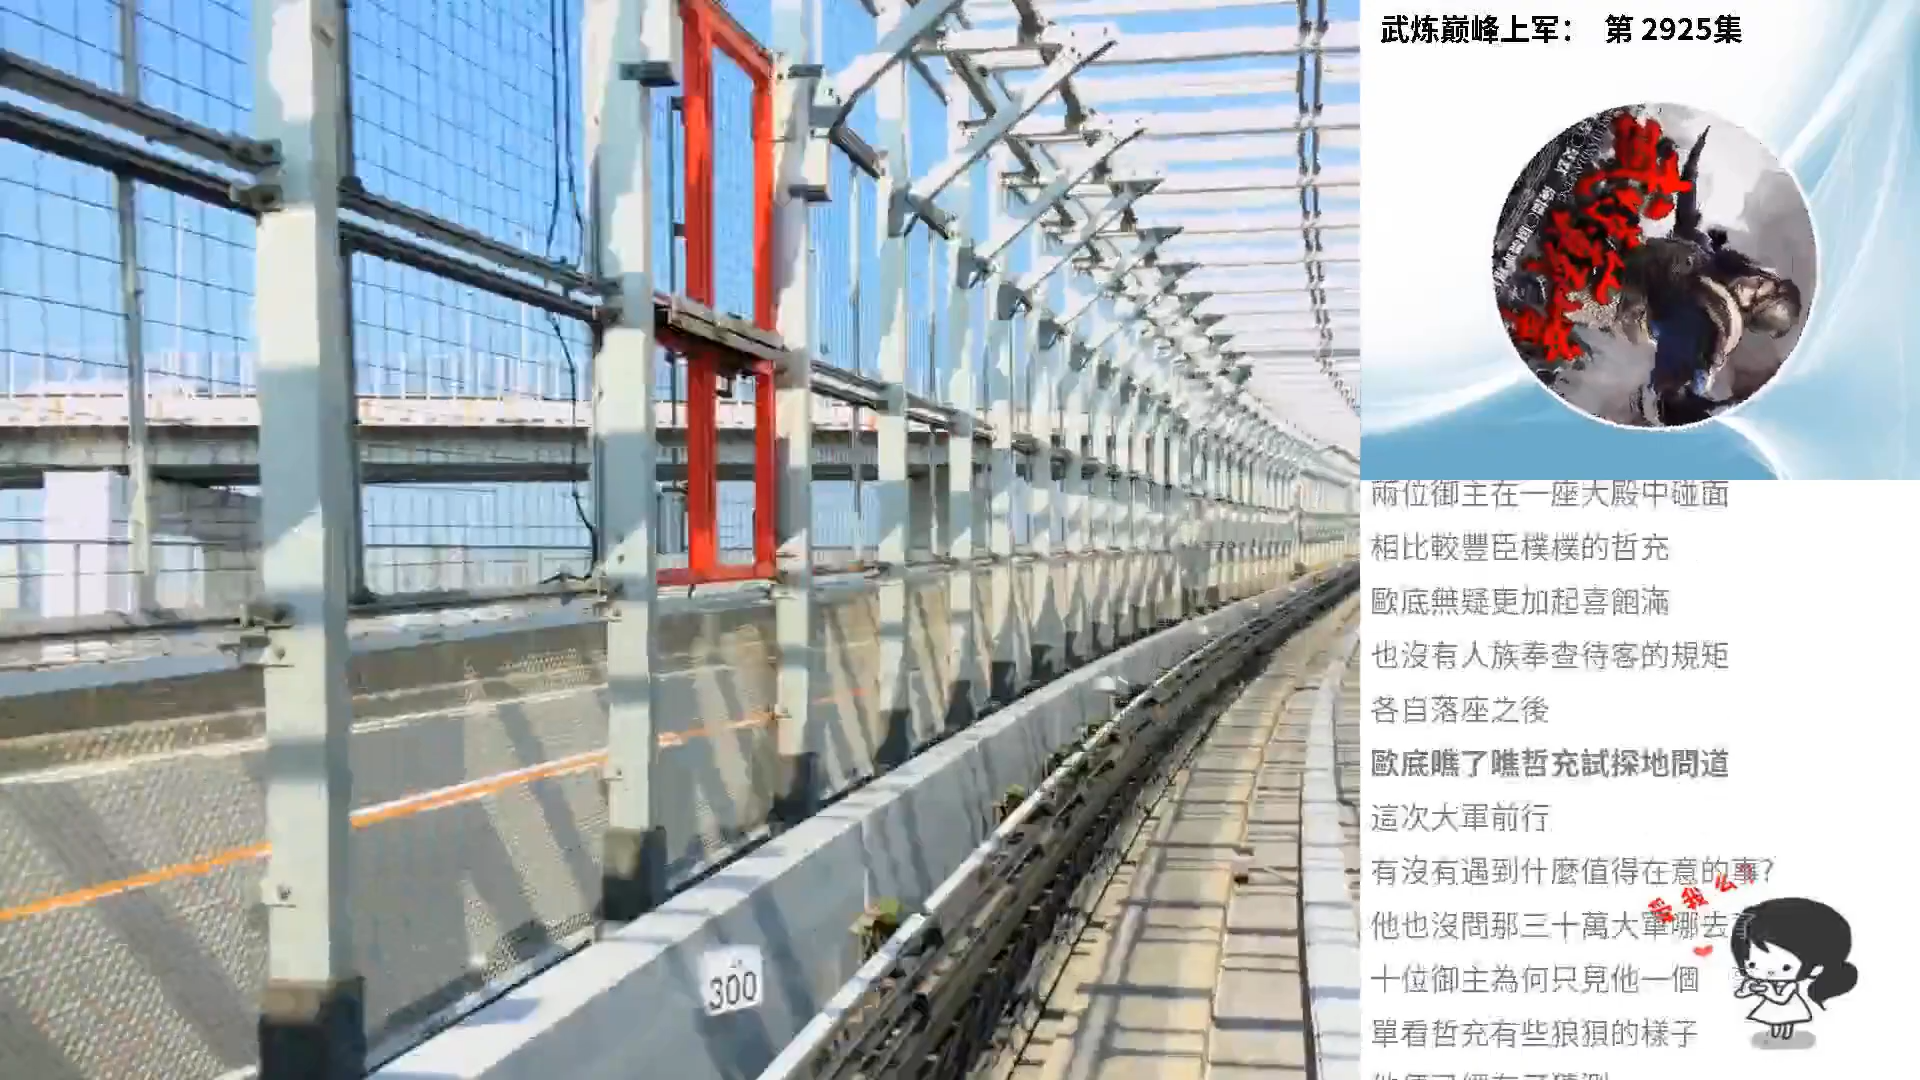 武炼巅峰上军： 第 2925集
兩位御主在一座大殿中碰面
相比較豐臣樸樸的哲充
歐底無疑更加起喜飽滿
也沒有人族奉查待客的規矩
各自落座之後
歐底瞧了瞧哲充試探地問道
這次大軍前行
有沒有遇到什麼值得在意的事?
爱我么
他也沒問那三十萬大軍哪去了
十位御主為何只見他一個
單看哲充有些狼狽的樣子
300